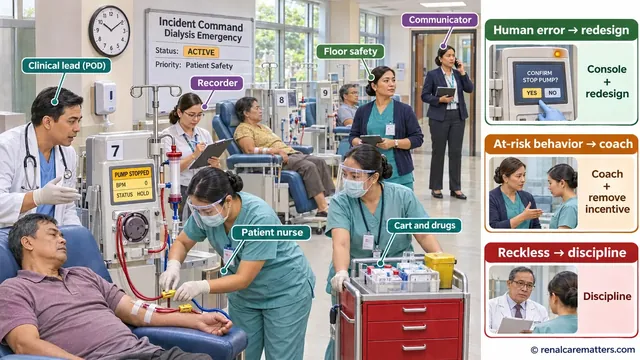 Incident Command
Dialysis Emergency
Status: ACTIVE
Priority: Patient Safety
Communicator
Floor safety
Clinical lead (POD)
Recorder
7
8
9
PUMP STOPPED
BPM 0
STATUS HOLD
Patient nurse
Cart and drugs
Human error → redesign
CONFIRM
STOP PUMP?
YES
NO
Console
+
redesign
At-risk behavior → coach
Coach
+
remove
incentive
Reckless → discipline
Discipline
© renalcarematters.com